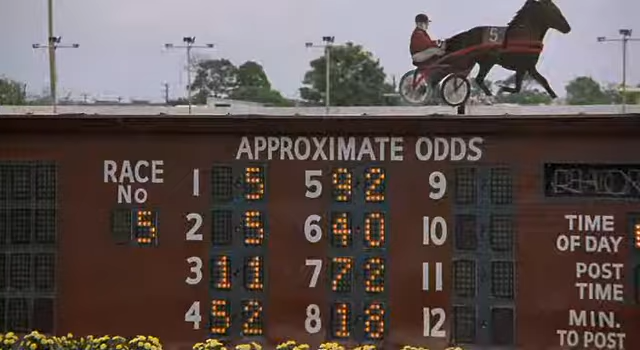 5
APPROXIMATE ODDS
RACE NO 5
1 5
2 5
3 11
4 52
5 92
6 40
7 72
8 18
9
10
11
12
TIME OF DAY
POST TIME
MIN. TO POST